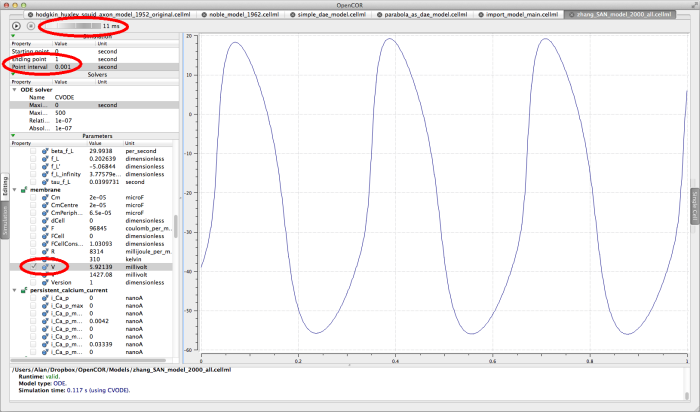 OpenCOR
hodgkin_huxley_squid_axon_model_1952_original.cellml
noble_model_1962.cellml
simple_dae_model.cellml
parabola_as_dae_model.cellml
import_model_main.cellml
zhang_SAN_model_2000_all.cellml
11 ms
Simulation
Property Value Unit
Starting point 0 second
Ending point 1 second
Point interval 0.001 second
Solvers
Property Value Unit
ODE solver
Name CVODE
Maxi... 0 second
Maxi... 500
Relati... 1e-07
Absol... 1e-07
Parameters
Property Value Unit
beta_f_L 29.9938 per_second
f_L 0.202639 dimensionless
f_L' -5.06844 dimensionless
f_L_infinity 3.77579e... dimensionless
tau_f_L 0.0399731 second
membrane
Cm 2e-05 microF
CmCentre 2e-05 microF
CmPeriph... 6.5e-05 microF
dCell 0 dimensionless
F 96845 coulomb_per_m...
FCell 0 dimensionless
FCellCons... 1.03093 dimensionless
R 8314 millijoule_per_m...
310 kelvin
V 5.92139 millivolt
1427.08 millivolt
Version 1 dimensionless
persistent_calcium_current
i_Ca_p 0 nanoA
i_Ca_p_max 0 nanoA
i_Ca_p_m... 0 nanoA
i_Ca_p_m... 0.0042 nanoA
i_Ca_p_m... 0 nanoA
i_Ca_p_m... 0.03339 nanoA
i_Ca_p_m... 0 nanoA
Editing
Simulation
Single Cell
20
10
0
-10
-20
-30
-40
-50
-60
0 0.2 0.4 0.6 0.8 1
/Users/Alan/Dropbox/OpenCOR/Models/zhang_SAN_model_2000_all.cellml
Runtime: valid.
Model type: ODE.
Simulation time: 0.117 s (using CVODE).